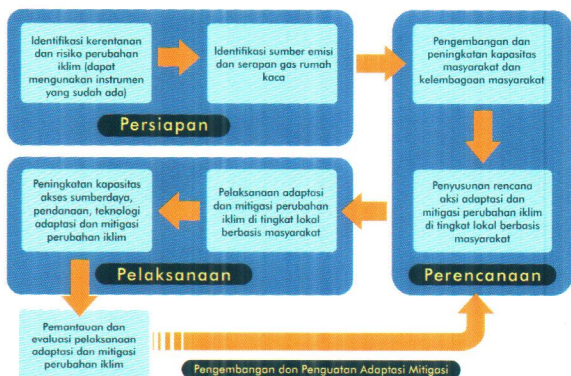 Identifikasi kerentanan
dan risiko perubahan
iklim (dapat
mengunakan instrumen
yang sudah ada)
Identifikasi sumber emisi
dan serapan gas rumah
kaca
Persiapan
Pengembangan dan
peningkatan kapasitas
masyarakat dan
kelembagaan masyarakat
Penyusunan rencana
aksi adaptasi dan
mitigasi perubahan iklim
di tingkat lokal berbasis
masyarakat
Perencanaan
Pelaksanaan adaptasi
dan mitigasi perubahan
iklim di tingkat lokal
berbasis masyarakat
Peningkatan kapasitas
akses sumberdaya,
pendanaan, teknologi
adaptasi dan mitigasi
perubahan iklim
Pelaksanaan
Pemantauan dan
evaluasi pelaksanaan
adaptasi dan mitigasi
perubahan iklim
Pengembangan dan Penguatan Adaptasi Mitigasi